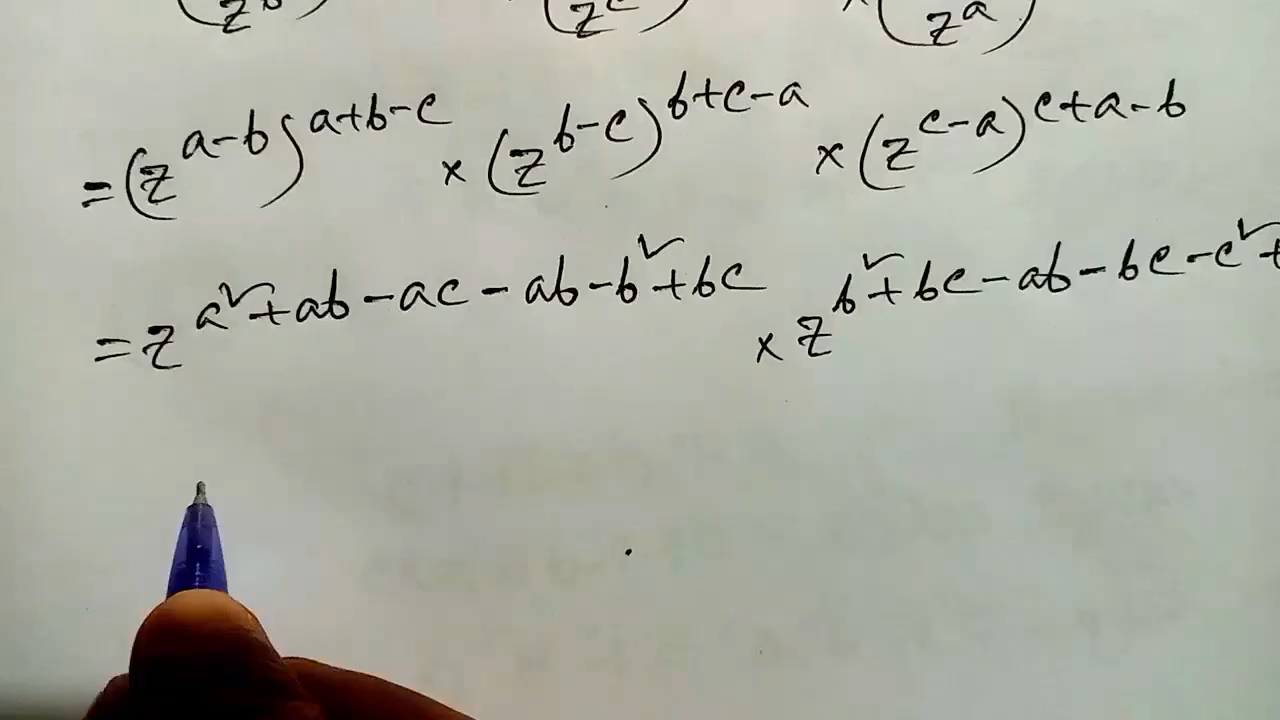 (z^b) (z^c) ×(z^a)
=(z^{a-b})^{a+b-c} ×(z^{b-c})^{b+c-a} ×(z^{c-a})^{c+a-b}
=z^{a²+ab-ac-ab-b²+bc} ×z^{b²+bc-ab-bc-c²+